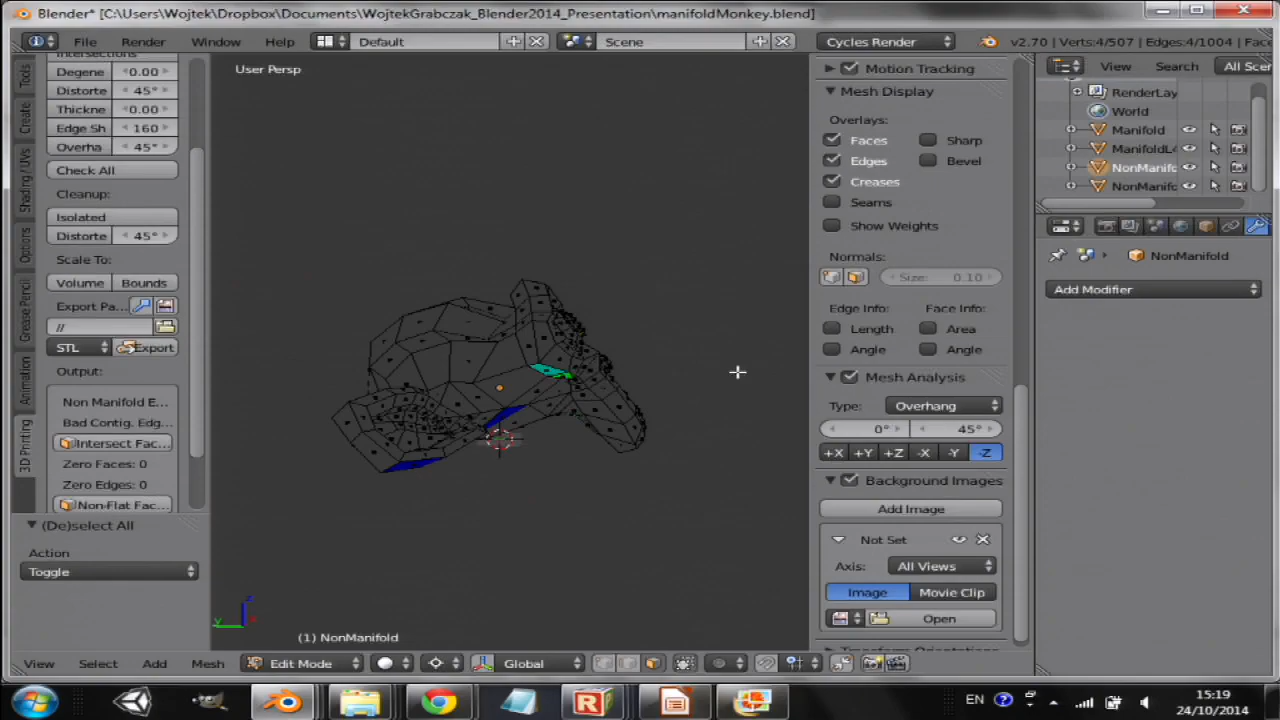 Blender* [C:\Users\Wojtek\Dropbox\Documents\WojtekGrabczak_Blender2014_Presentation\manifoldMonkey.blend]
File Render Window Help Default Scene Cycles Render v2.70 | Verts:4/507 | Edges:4/1004 | Face
Tools
Create
Shading / UVs
Options
Grease Pencil
Animation
3D Printing
Intersections
Degene 0.00
Distorte 45°
Thickne 0.00
Edge Sh 160
Overha 45°
Check All
Cleanup:
Isolated
Distorte 45°
Scale To:
Volume Bounds
Export Pa...
//
STL Export
Output:
Non Manifold E...
Bad Contig. Edg...
Intersect Fac...
Zero Faces: 0
Zero Edges: 0
Non-Flat Fac...
(De)select All
Action
Toggle
User Persp
z
y
x
(1) NonManifold
View Select Add Mesh Edit Mode Global
Motion Tracking
Mesh Display
Overlays:
Faces Sharp
Edges Bevel
Creases
Seams
Show Weights
Normals:
Size: 0.10
Edge Info: Face Info:
Length Area
Angle Angle
Mesh Analysis
Type: Overhang
0° 45°
+X +Y +Z -X -Y -Z
Background Images
Add Image
Not Set
Axis: All Views
Image Movie Clip
Open
Transform Orientations
View Search All Scen
RenderLay
World
Manifold
ManifoldL
NonManifo
NonManifo
NonManifold
Add Modifier
EN
15:19
24/10/2014